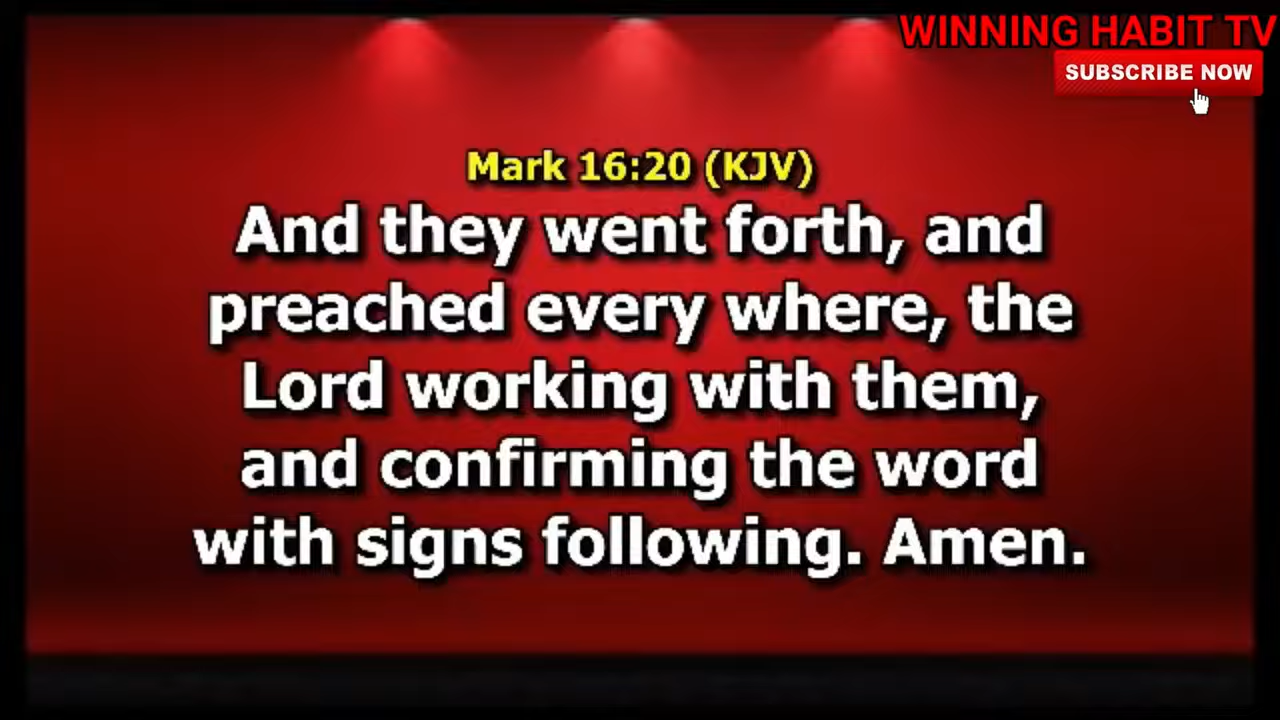 WINNING HABIT TV
SUBSCRIBE NOW
Mark 16:20 (KJV)
And they went forth, and
preached every where, the
Lord working with them,
and confirming the word
with signs following. Amen.